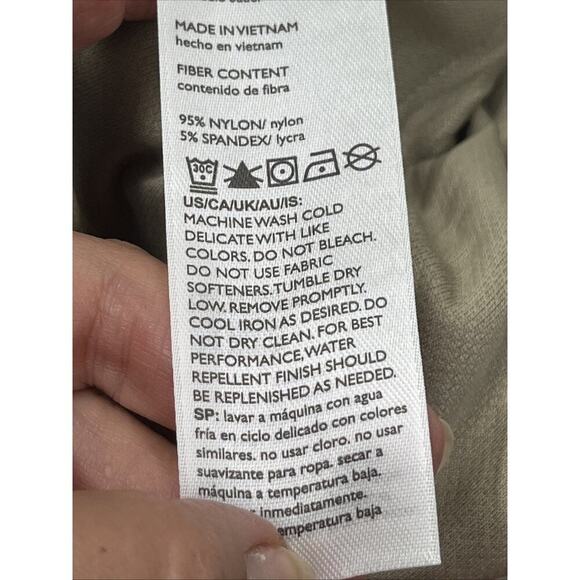 MADE IN VIETNAM
hecho en vietnam
FIBER CONTENT
contenido de fibra
95% NYLON/ nylon
5% SPANDEX/ lycra
30C
US/CA/UK/AU/IS:
MACHINE WASH COLD
DELICATE WITH LIKE
COLORS. DO NOT BLEACH.
DO NOT USE FABRIC
SOFTENERS. TUMBLE DRY
LOW. REMOVE PROMPTLY.
COOL IRON AS DESIRED. DO
NOT DRY CLEAN. FOR BEST
PERFORMANCE, WATER
REPELLENT FINISH SHOULD
BE REPLENISHED AS NEEDED.
SP: lavar a máquina con agua
fría en ciclo delicado con colores
similares. no usar cloro. no usar
suavizante para ropa. secar a
máquina a temperatura baja.
inmediatamente.
temperatura baja